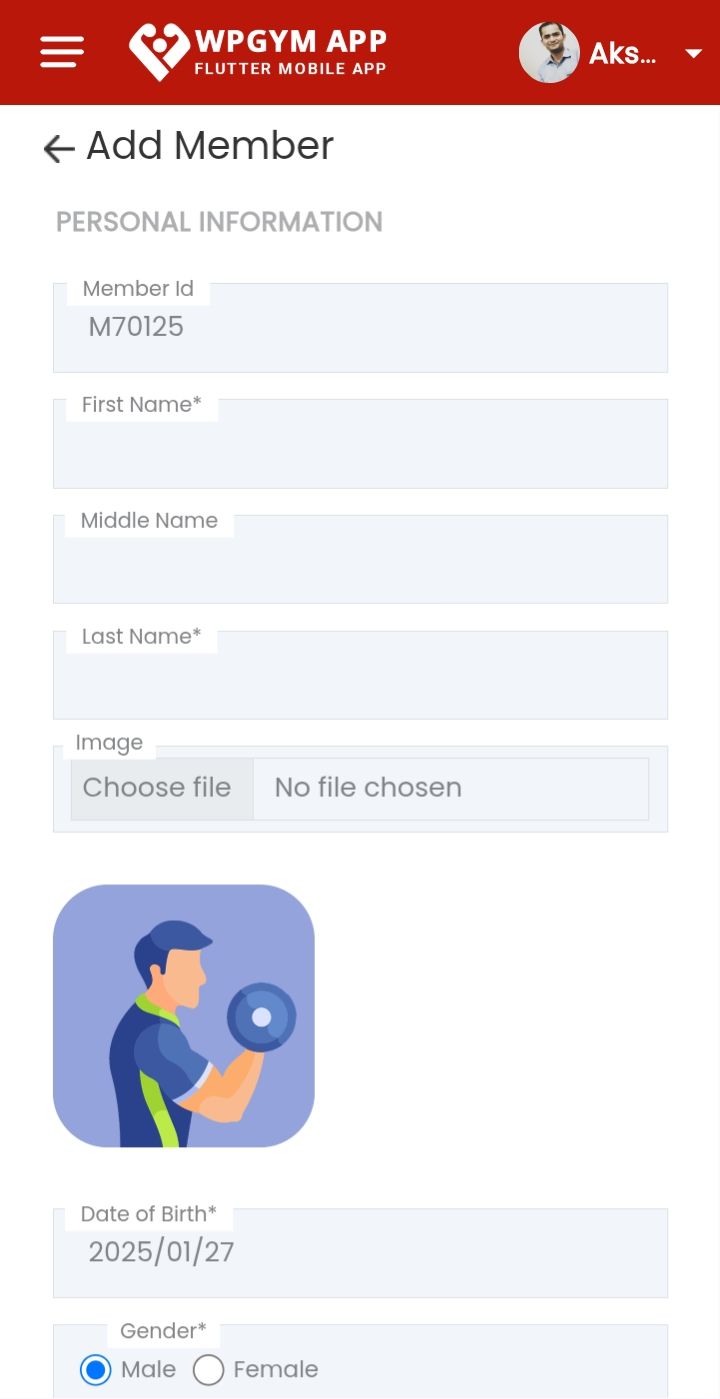 WPGYM APP
FLUTTER MOBILE APP
Aks...
Add Member
PERSONAL INFORMATION
Member Id
M70125
First Name*
Middle Name
Last Name*
Image
Choose file No file chosen
Date of Birth*
2025/01/27
Gender*
Male Female